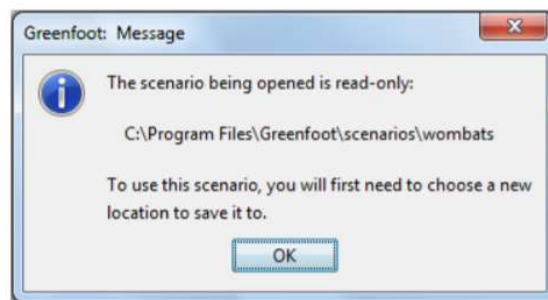 Greenfoot: Message
The scenario being opened is read-only:
C:\Program Files\Greenfoot\scenarios\wombats
To use this scenario, you will first need to choose a new
location to save it to.
OK